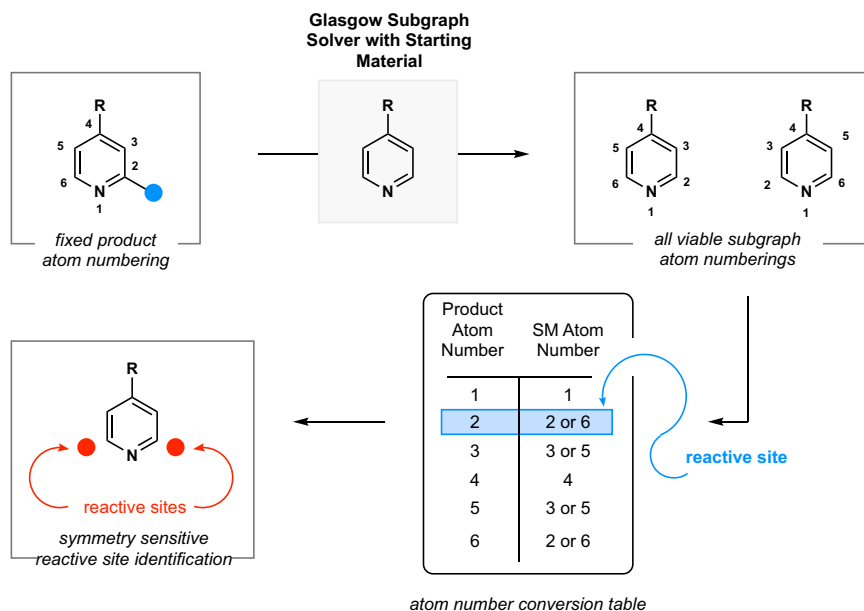 Glasgow Subgraph
Solver with Starting
Material
R
4
5
3
2
6
N
1
fixed product
atom numbering
R
N
R
4
5
3
6
2
N
1
R
4
3
5
2
6
N
1
all viable subgraph
atom numberings
Product
Atom
Number
SM Atom
Number
1 1
2 2 or 6
3 3 or 5
4 4
5 3 or 5
6 2 or 6
atom number conversion table
reactive site
R
N
reactive sites
symmetry sensitive
reactive site identification